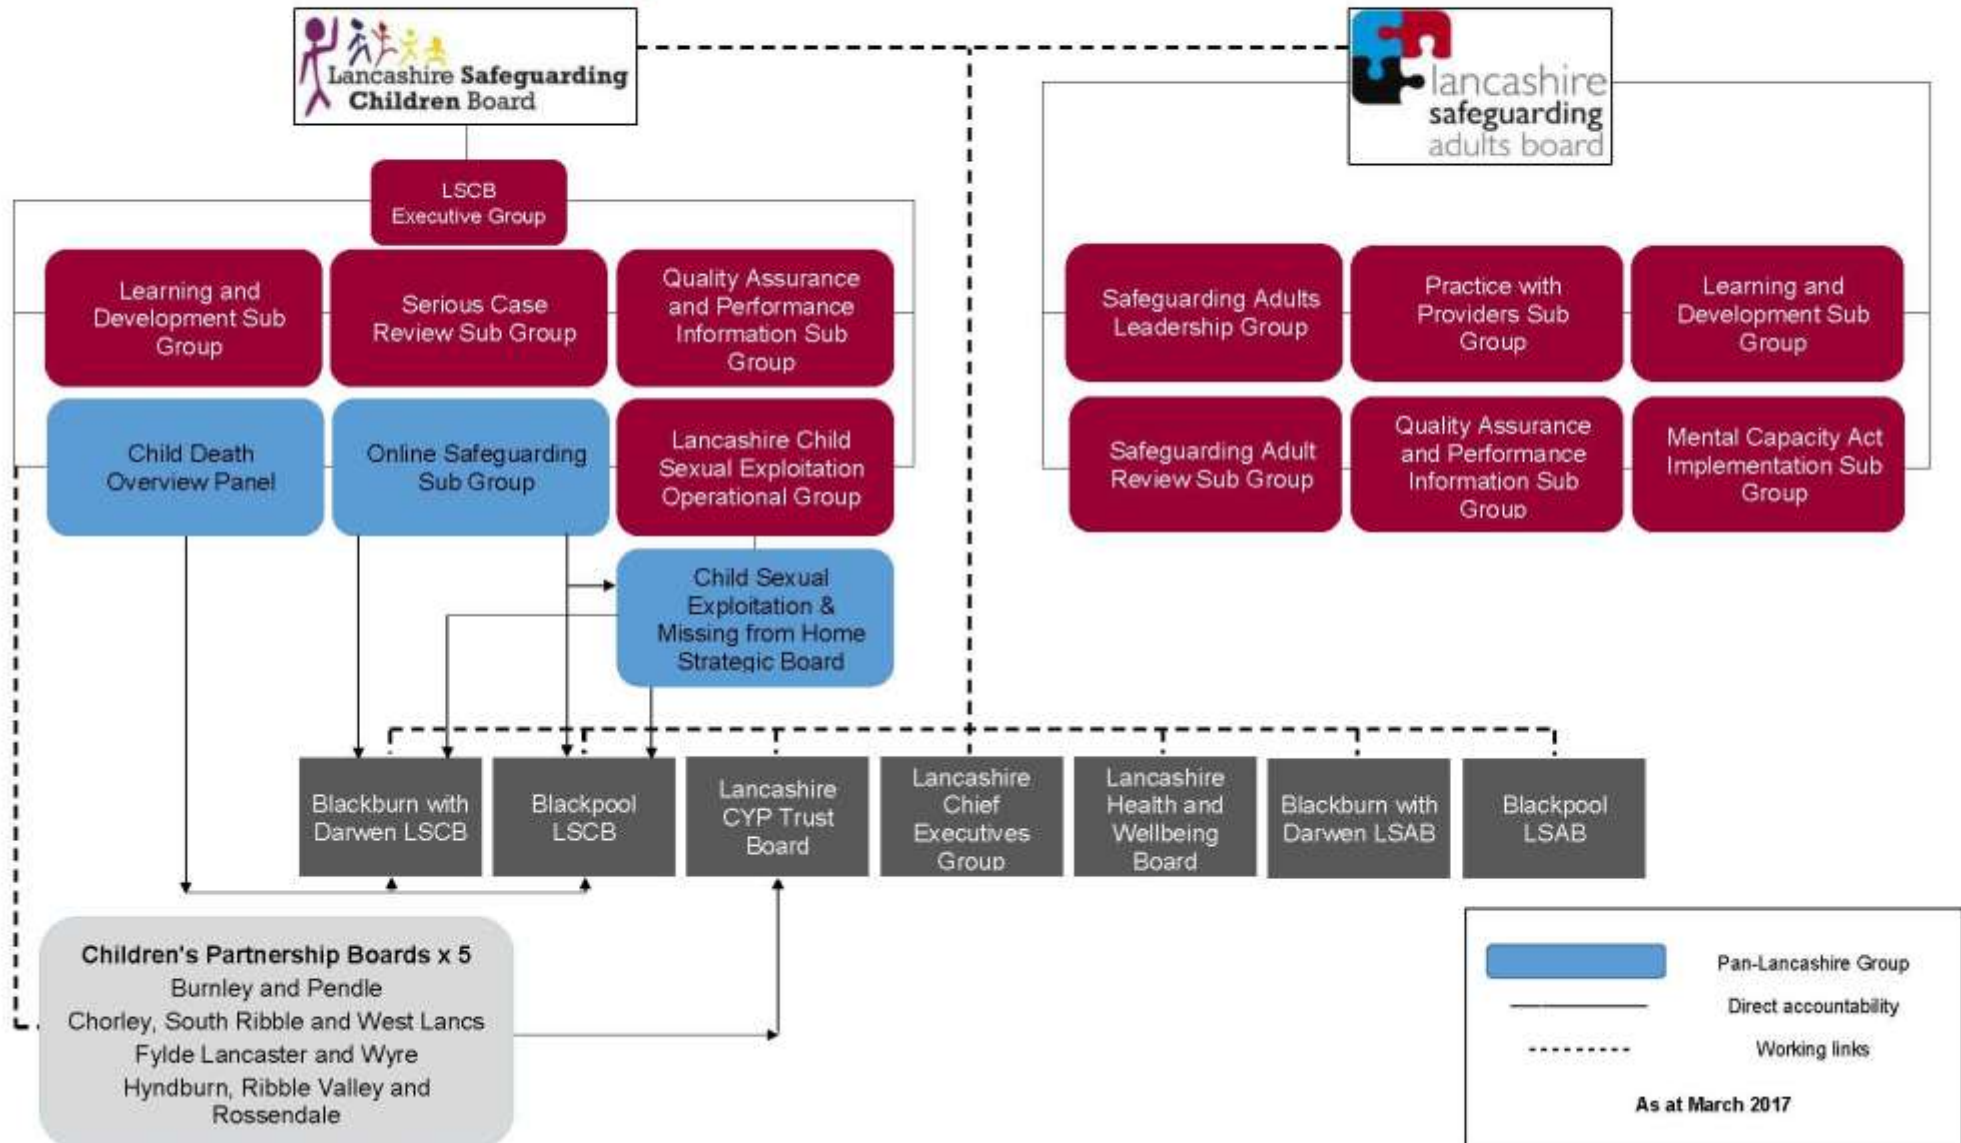 Lancashire Safeguarding
Children Board
lancashire
safeguarding
adults board
LSCB
Executive Group
Learning and
Development Sub
Group
Serious Case
Review Sub Group
Quality Assurance
and Performance
Information Sub
Group
Child Death
Overview Panel
Online Safeguarding
Sub Group
Lancashire Child
Sexual Exploitation
Operational Group
Child Sexual
Exploitation &
Missing from Home
Strategic Board
Safeguarding Adults
Leadership Group
Practice with
Providers Sub
Group
Learning and
Development Sub
Group
Safeguarding Adult
Review Sub Group
Quality Assurance
and Performance
Information Sub
Group
Mental Capacity Act
Implementation Sub
Group
Blackburn with
Darwen LSCB
Blackpool
LSCB
Lancashire
CYP Trust
Board
Lancashire
Chief
Executives
Group
Lancashire
Health and
Wellbeing
Board
Blackburn with
Darwen LSAB
Blackpool
LSAB
Children's Partnership Boards x 5
Burnley and Pendle
Chorley, South Ribble and West Lancs
Fylde Lancaster and Wyre
Hyndburn, Ribble Valley and
Rossendale
Pan-Lancashire Group
Direct accountability
Working links
As at March 2017